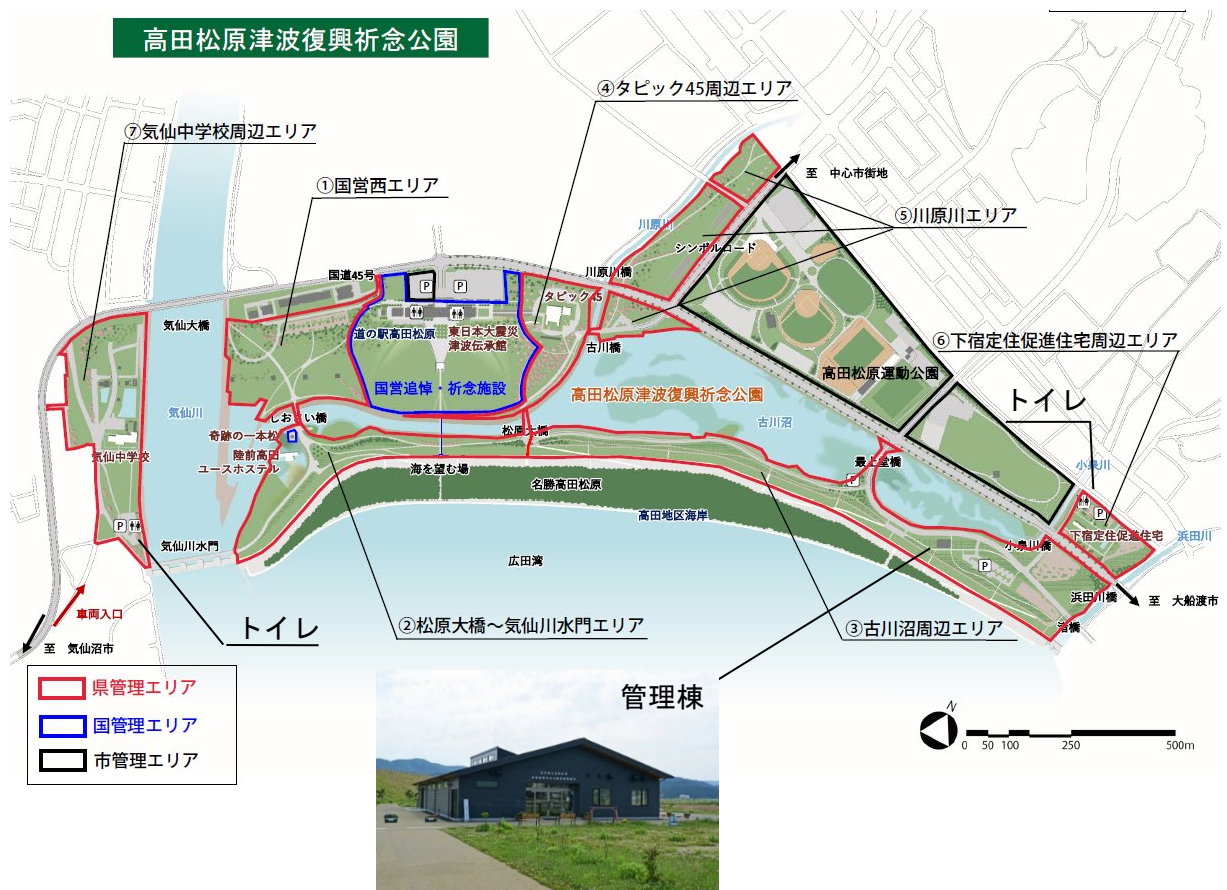 高田松原津波復興祈念公園
④タピック45周辺エリア
⑦気仙中学校周辺エリア
①国営西エリア
至 中心市街地
⑤川原川エリア
川原川
シンボルロード
国道45号
川原川橋
P
P
タピック45
気仙大橋
道の駅高田松原
東日本大震災
津波伝承館
古川橋
⑥下宿定住促進住宅周辺エリア
高田松原運動公園
国営追悼・祈念施設
高田松原津波復興祈念公園
トイレ
気仙川
しおさい橋
古川沼
奇跡の一本松
松原大橋
気仙中学校
陸前高田
ユースホステル
海を望む場
最上堂橋
小泉川
P
名勝高田松原
P
高田地区海岸
P
下宿定住促進住宅
浜田川
気仙川水門
小泉川橋
広田湾
P
浜田川橋
至 大船渡市
車両入口
トイレ
②松原大橋～気仙川水門エリア
③古川沼周辺エリア
至 気仙沼市
県管理エリア
国管理エリア
市管理エリア
管理棟
N
0 50 100 250 500m